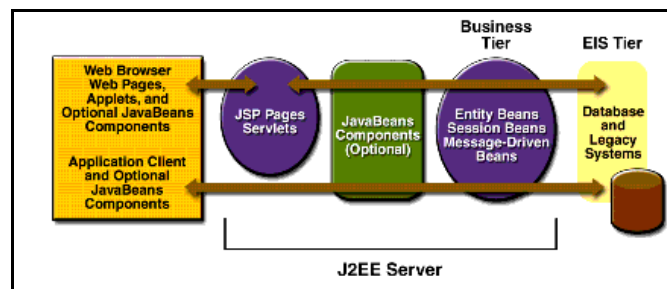 Business
Tier
EIS Tier
Web Browser
Web Pages,
Applets, and
Optional JavaBeans
Components
Application Client
and Optional
JavaBeans
Components
JSP Pages
Servlets
JavaBeans
Components
(Optional)
Entity Beans
Session Beans
Message-Driven
Beans
Database
and
Legacy
Systems
J2EE Server